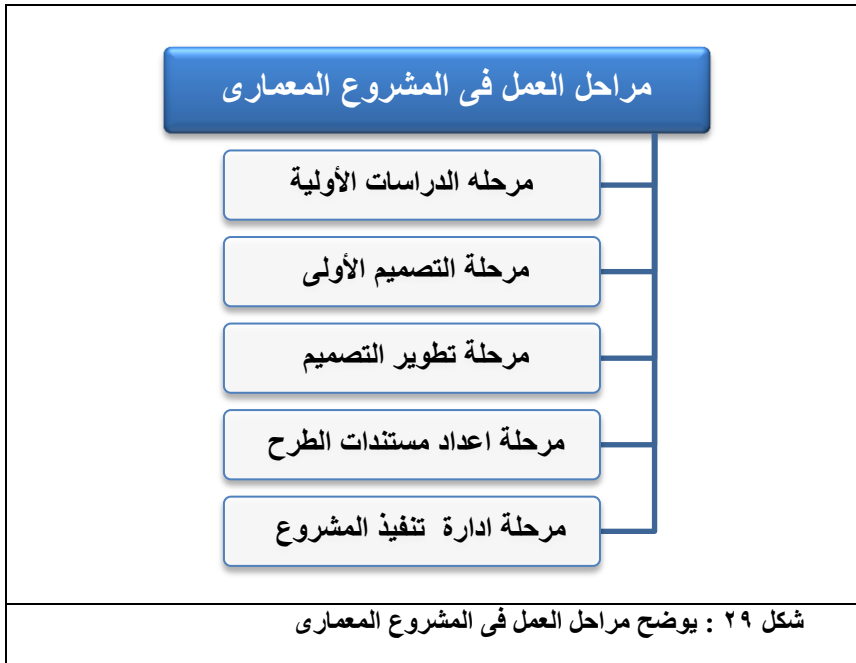 مراحل العمل فى المشروع المعمارى
مرحله الدراسات الأولية
مرحلة التصميم الأولى
مرحلة تطوير التصميم
مرحلة اعداد مستندات الطرح
مرحلة ادارة تنفيذ المشروع
شكل ٢٩ : يوضح مراحل العمل فى المشروع المعمارى